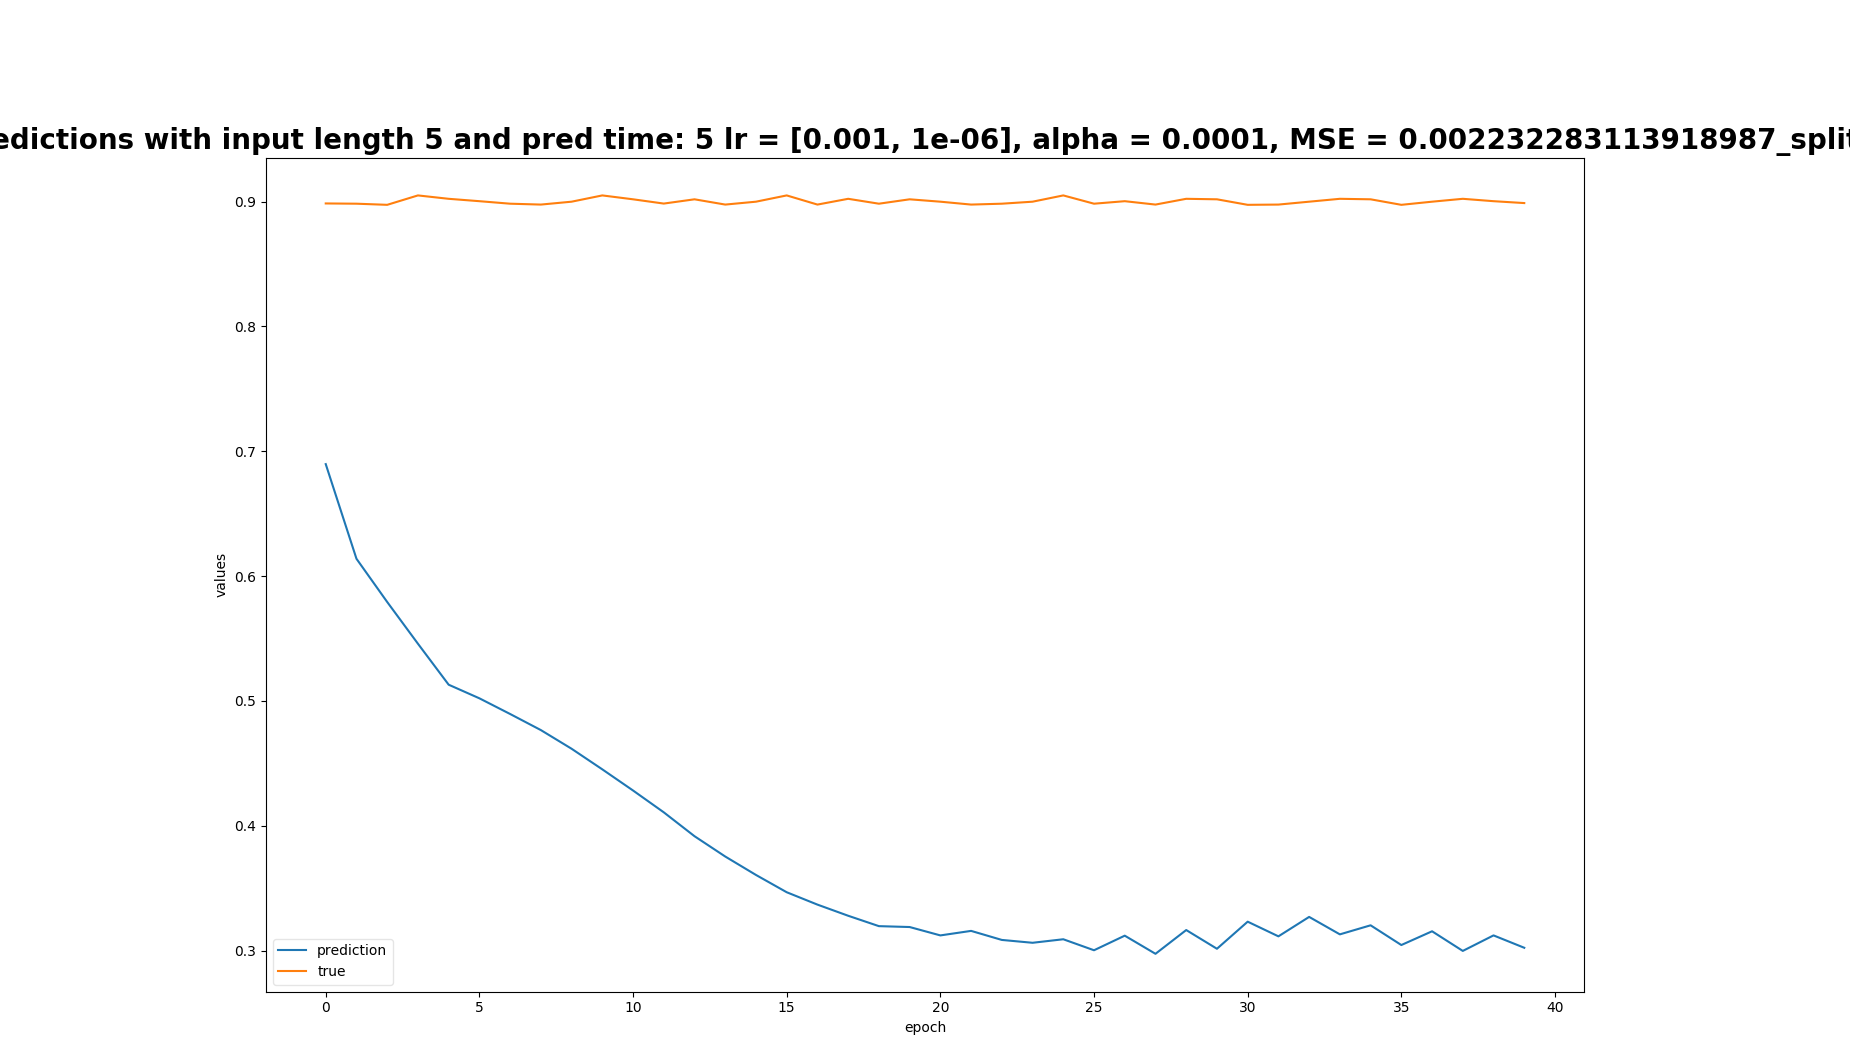 edictions with input length 5 and pred time: 5 lr = [0.001, 1e-06], alpha = 0.0001, MSE = 0.002232283113918987_split
0.9
0.8
0.7
0.6
0.5
0.4
0.3
values
prediction
true
0 5 10 15 20 25 30 35 40
epoch